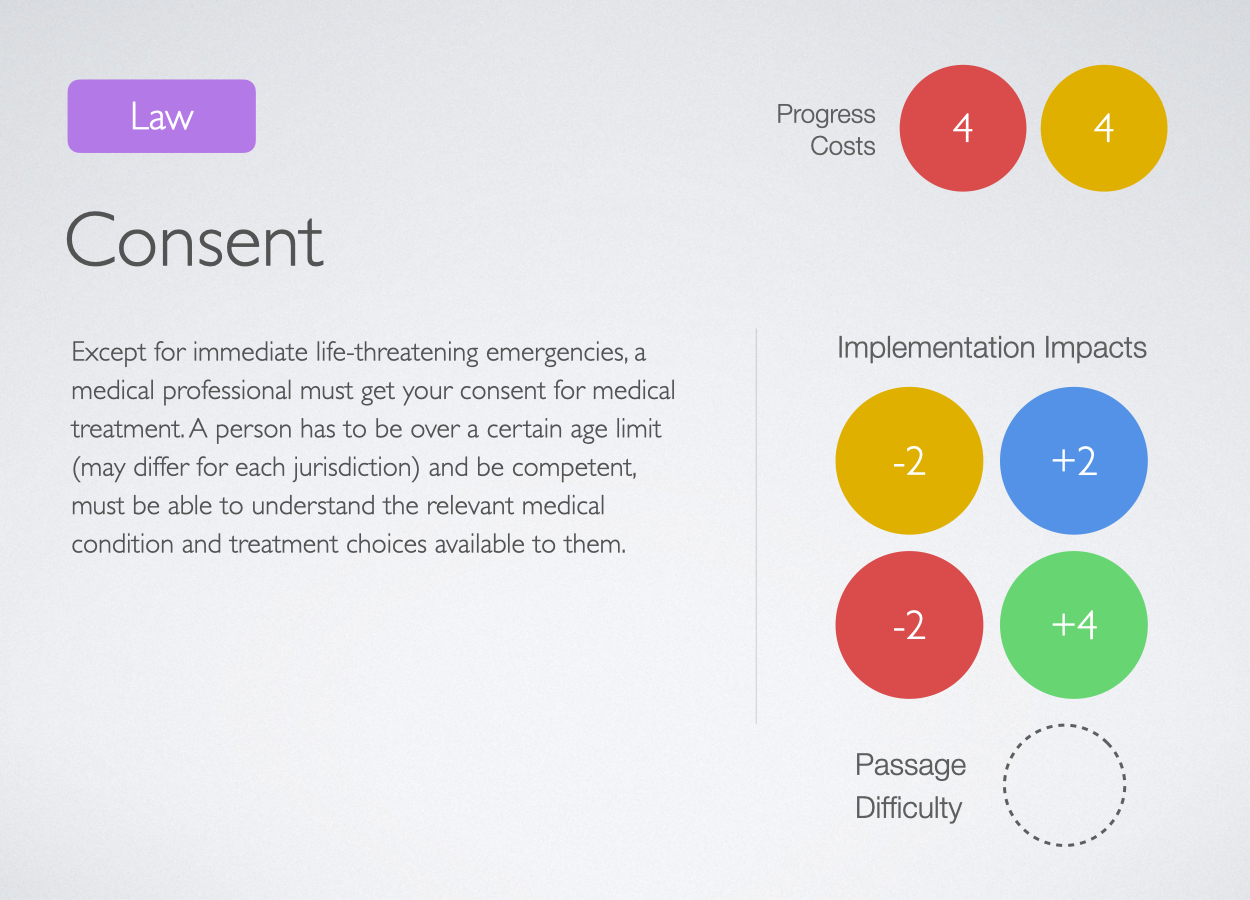 Law
Progress
Costs
4
4
Consent
Except for immediate life-threatening emergencies, a
medical professional must get your consent for medical
treatment. A person has to be over a certain age limit
(may differ for each jurisdiction) and be competent,
must be able to understand the relevant medical
condition and treatment choices available to them.
Implementation Impacts
-2
+2
-2
+4
Passage
Difficulty